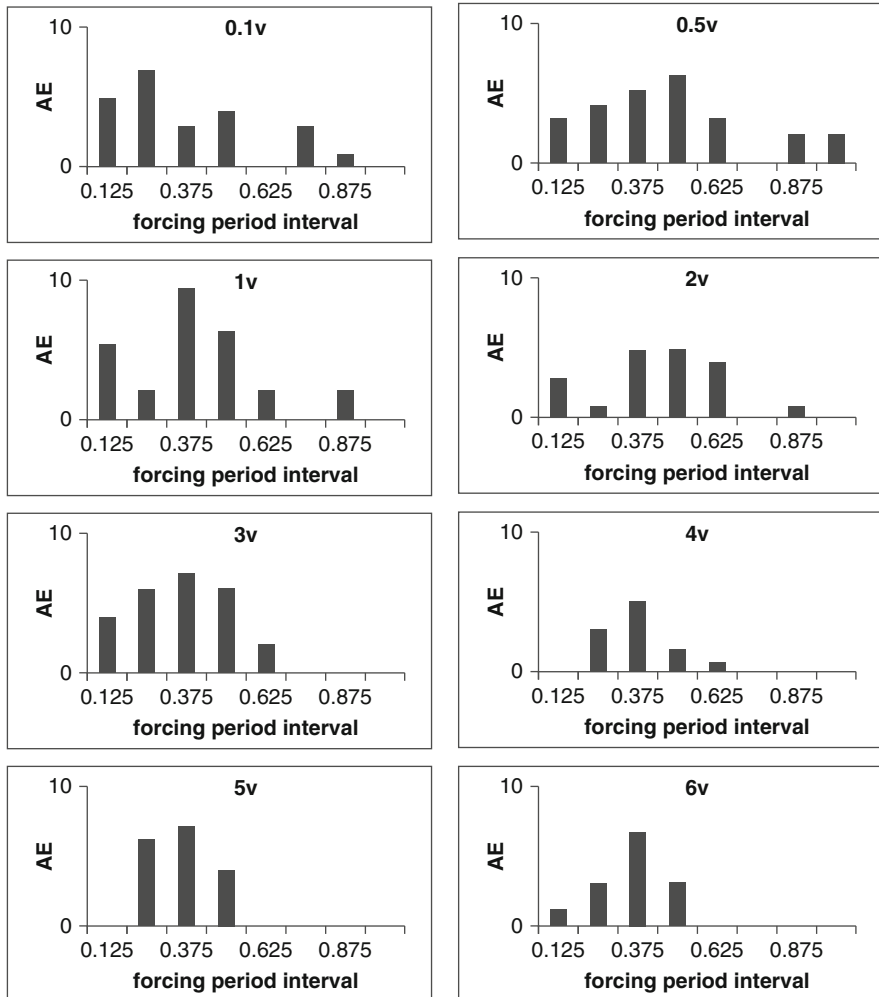 0.1v
10
AE
0
0.125 0.375 0.625 0.875
forcing period interval
0.5v
10
AE
0
0.125 0.375 0.625 0.875
forcing period interval
1v
10
AE
0
0.125 0.375 0.625 0.875
forcing period interval
2v
10
AE
0
0.125 0.375 0.625 0.875
forcing period interval
3v
10
AE
0
0.125 0.375 0.625 0.875
forcing period interval
4v
10
AE
0
0.125 0.375 0.625 0.875
forcing period interval
5v
10
AE
0
0.125 0.375 0.625 0.875
forcing period interval
6v
10
AE
0
0.125 0.375 0.625 0.875
forcing period interval